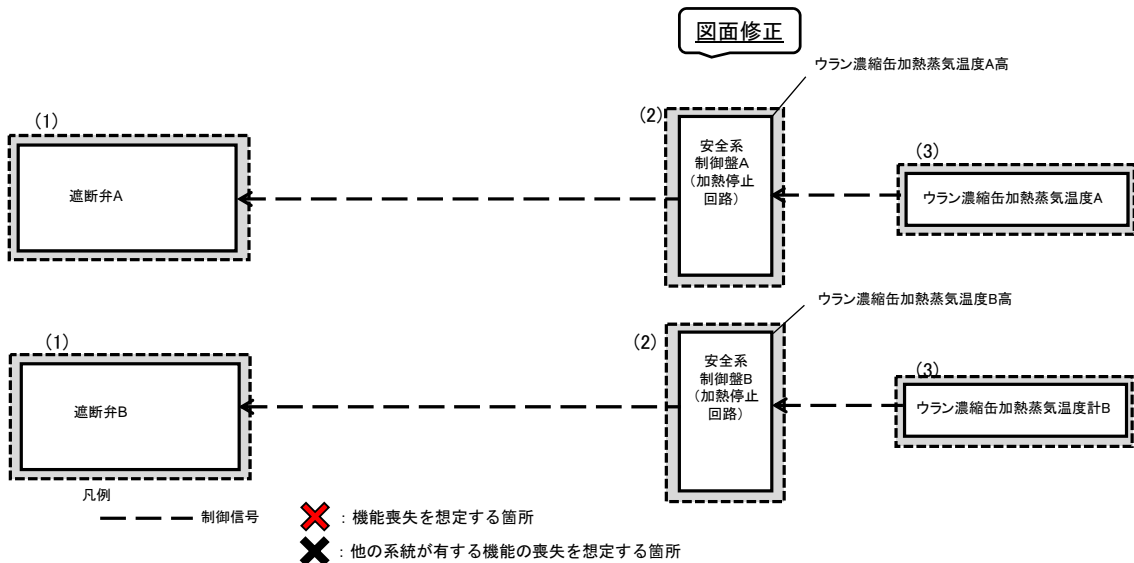 図面修正
ウラン濃縮缶加熱蒸気温度A高
(1)
(2)
(3)
遮断弁A
安全系
制御盤A
(加熱停止
回路)
ウラン濃縮缶加熱蒸気温度A
ウラン濃縮缶加熱蒸気温度B高
(1)
(2)
(3)
遮断弁B
安全系
制御盤B
(加熱停止
回路)
ウラン濃縮缶加熱蒸気温度計B
凡例
制御信号
：機能喪失を想定する箇所
：他の系統が有する機能の喪失を想定する箇所